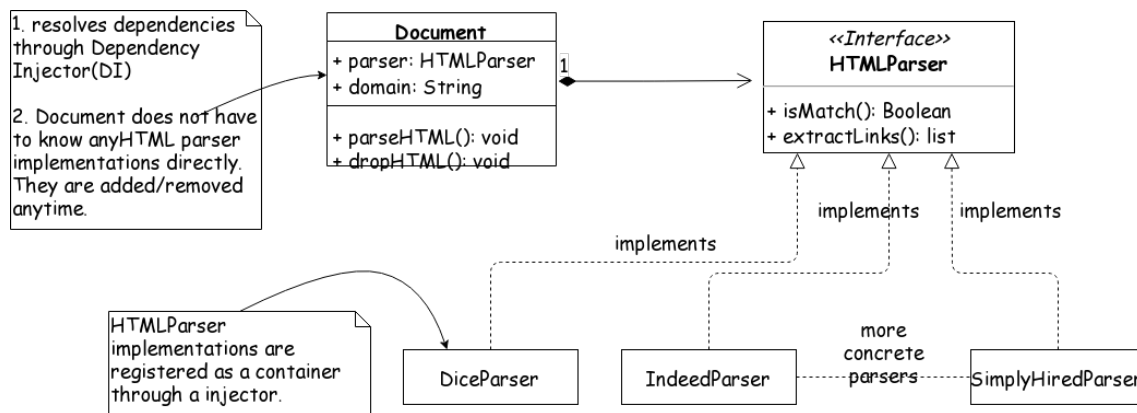 1. resolves dependencies
through Dependency
Injector(DI)
2. Document does not have
to know anyHTML parser
implementations directly.
They are added/removed
anytime.
Document
+ parser: HTMLParser
+ domain: String
+ parseHTML(): void
+ dropHTML(): void
1
<<Interface>>
HTMLParser
+ isMatch(): Boolean
+ extractLinks(): list
implements
implements
implements
HTMLParser
implementations are
registered as a container
through a injector.
DiceParser
IndeedParser
more
concrete
parsers
SimplyHiredParser